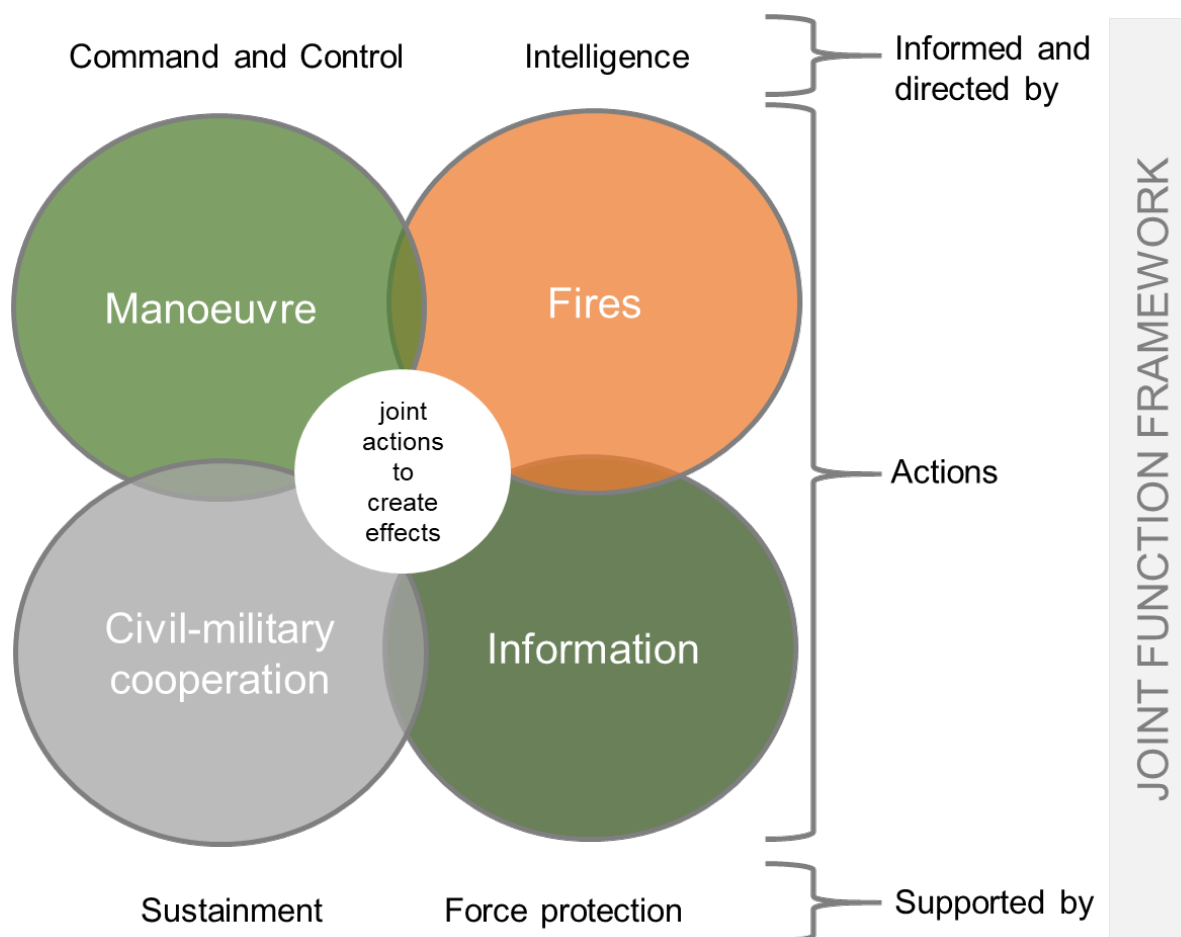 Command and Control
Intelligence
Informed and
directed by
Manoeuvre
Fires
joint
actions
to
create
effects
Actions
Civil-military
cooperation
Information
Sustainment
Force protection
Supported by
JOINT FUNCTION FRAMEWORK